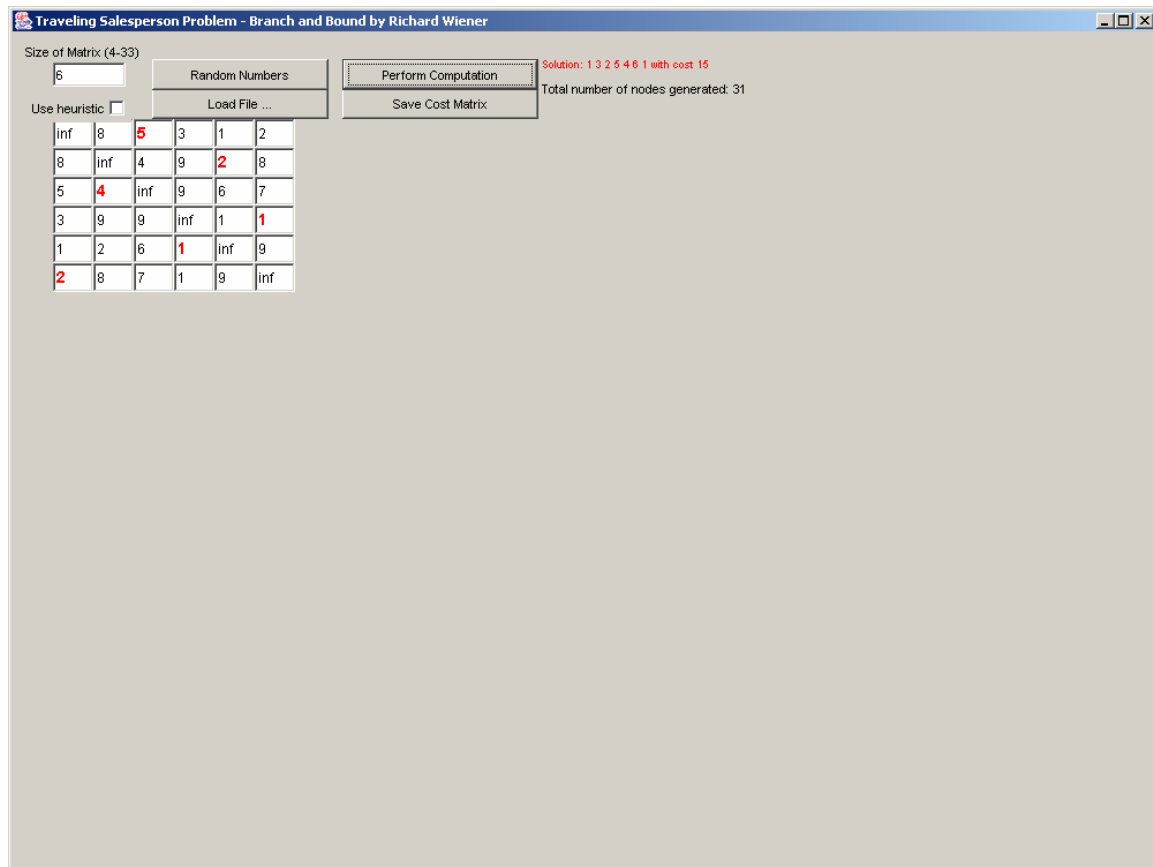 Traveling Salesperson Problem - Branch and Bound by Richard Wiener
Size of Matrix (4-33)
6
Random Numbers
Perform Computation
Solution: 1 3 2 5 4 6 1 with cost 15
Use heuristic
Load File ...
Save Cost Matrix
Total number of nodes generated: 31
inf 8 5 3 1 2
8 inf 4 9 2 8
5 4 inf 9 6 7
3 9 9 inf 1 1
1 2 6 1 inf 9
2 8 7 1 9 inf